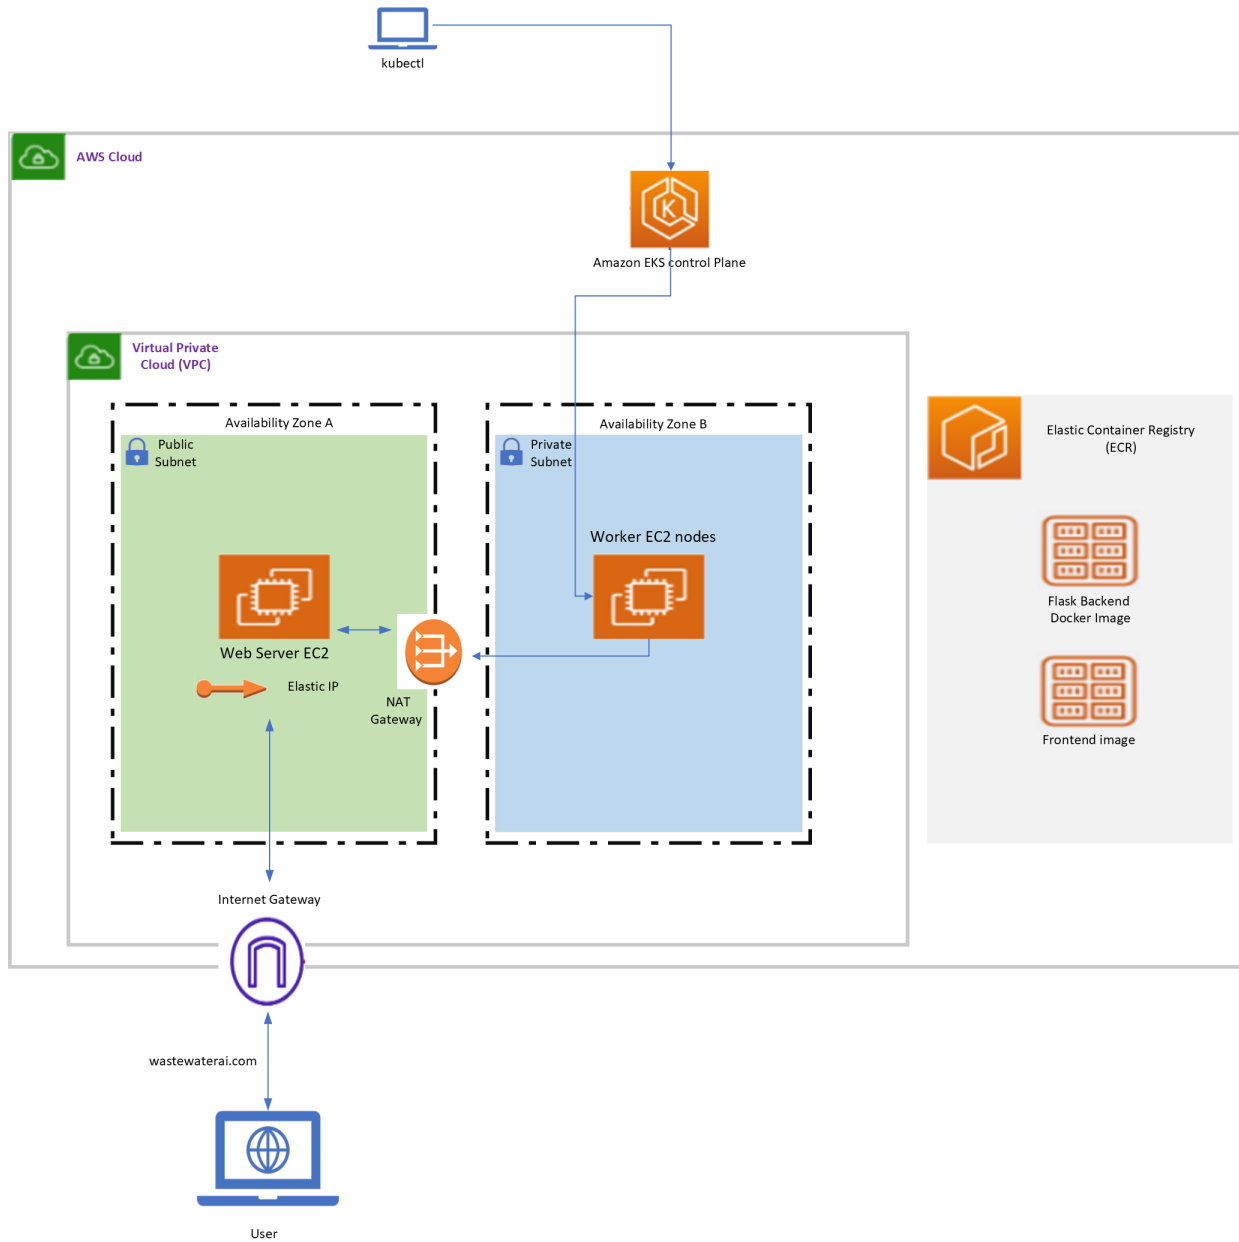 kubectl
AWS Cloud
Amazon EKS control Plane
Virtual Private
Cloud (VPC)
Availability Zone A
Public
Subnet
Web Server EC2
Elastic IP
NAT
Gateway
Availability Zone B
Private
Subnet
Worker EC2 nodes
Elastic Container Registry
(ECR)
Flask Backend
Docker Image
Frontend image
Internet Gateway
wastewaterai.com
User